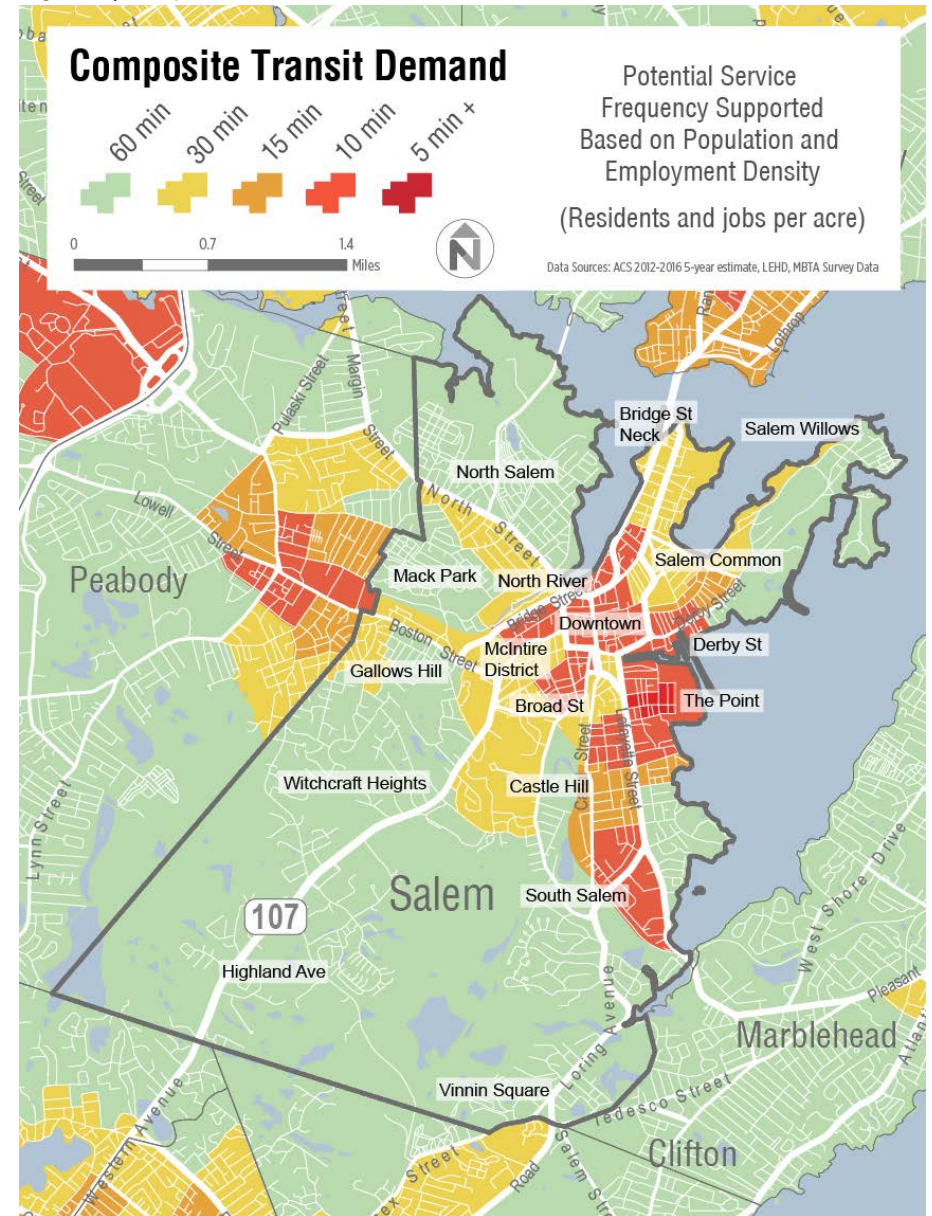 Composite Transit Demand
60 min
30 min
15 min
10 min
5 min +
Potential Service
Frequency Supported
Based on Population and
Employment Density
(Residents and jobs per acre)
0
0.7
1.4
Miles
N
Data Sources: ACS 2012-2016 5-year estimate, LEHD, MBTA Survey Data
Street
Lothrop
Pulaski Street
Margin
Street
Bridge St
Neck
Salem Willows
North Salem
Lowell
Street
North Street
Peabody
Mack Park
North River
Salem Common
Bridge Street
Downtown
Derby Street
Boston Street
McIntire
District
Derby St
Gallows Hill
Broad St
The Point
Street
Lafayette Street
Witchcraft Heights
Castle Hill
Lynn Street
Salem
South Salem
West Shore Drive
107
Highland Ave
Pleasant
Loring Avenue
Marblehead
Vinnin Square
Tedesco Street
Western Avenue
Clifton
Street
Road